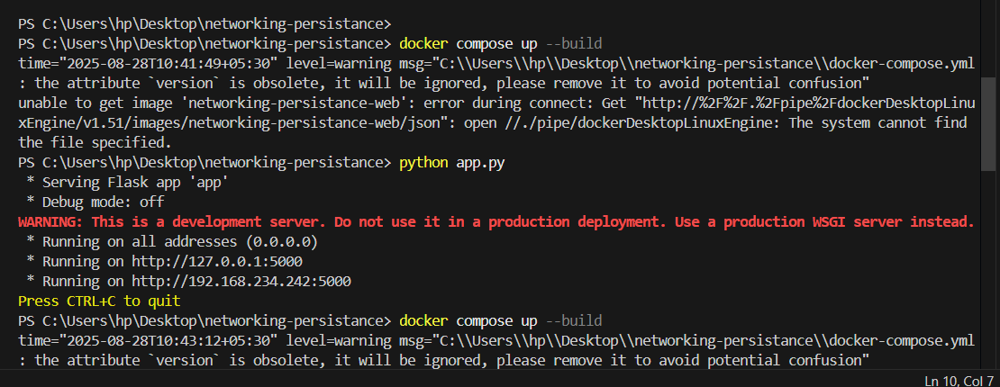 PS C:\Users\hp\Desktop\networking-persistance>
PS C:\Users\hp\Desktop\networking-persistance> docker compose up --build
time="2025-08-28T10:41:49+05:30" level=warning msg="C:\\Users\\hp\\Desktop\\networking-persistance\\docker-compose.yml
: the attribute `version` is obsolete, it will be ignored, please remove it to avoid potential confusion"
unable to get image 'networking-persistance-web': error during connect: Get "http://%2F%2F.%2Fpipe%2FdockerDesktopLinu
xEngine/v1.51/images/networking-persistance-web/json": open //./pipe/dockerDesktopLinuxEngine: The system cannot find
the file specified.
PS C:\Users\hp\Desktop\networking-persistance> python app.py
 * Serving Flask app 'app'
 * Debug mode: off
WARNING: This is a development server. Do not use it in a production deployment. Use a production WSGI server instead.
 * Running on all addresses (0.0.0.0)
 * Running on http://127.0.0.1:5000
 * Running on http://192.168.234.242:5000
Press CTRL+C to quit
PS C:\Users\hp\Desktop\networking-persistance> docker compose up --build
time="2025-08-28T10:43:12+05:30" level=warning msg="C:\\Users\\hp\\Desktop\\networking-persistance\\docker-compose.yml
: the attribute `version` is obsolete, it will be ignored, please remove it to avoid potential confusion"
Ln 10, Col 7